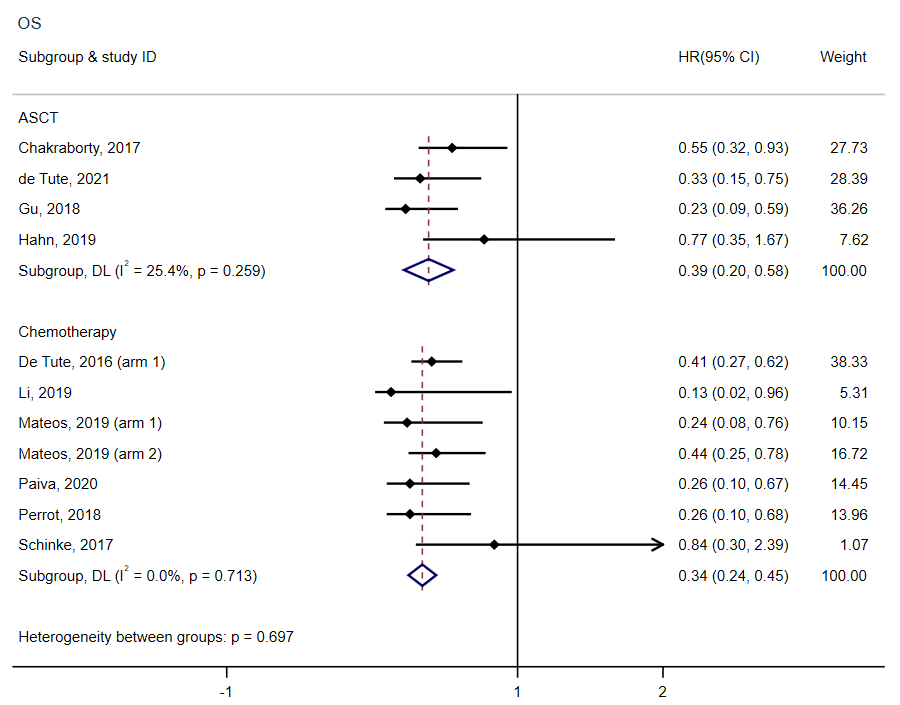 OS
Subgroup & study ID HR(95% CI) Weight
ASCT
Chakraborty, 2017 0.55 (0.32, 0.93) 27.73
de Tute, 2021 0.33 (0.15, 0.75) 28.39
Gu, 2018 0.23 (0.09, 0.59) 36.26
Hahn, 2019 0.77 (0.35, 1.67) 7.62
Subgroup, DL (I² = 25.4%, p = 0.259) 0.39 (0.20, 0.58) 100.00
Chemotherapy
De Tute, 2016 (arm 1) 0.41 (0.27, 0.62) 38.33
Li, 2019 0.13 (0.02, 0.96) 5.31
Mateos, 2019 (arm 1) 0.24 (0.08, 0.76) 10.15
Mateos, 2019 (arm 2) 0.44 (0.25, 0.78) 16.72
Paiva, 2020 0.26 (0.10, 0.67) 14.45
Perrot, 2018 0.26 (0.10, 0.68) 13.96
Schinke, 2017 0.84 (0.30, 2.39) 1.07
Subgroup, DL (I² = 0.0%, p = 0.713) 0.34 (0.24, 0.45) 100.00
Heterogeneity between groups: p = 0.697
-1 1 2